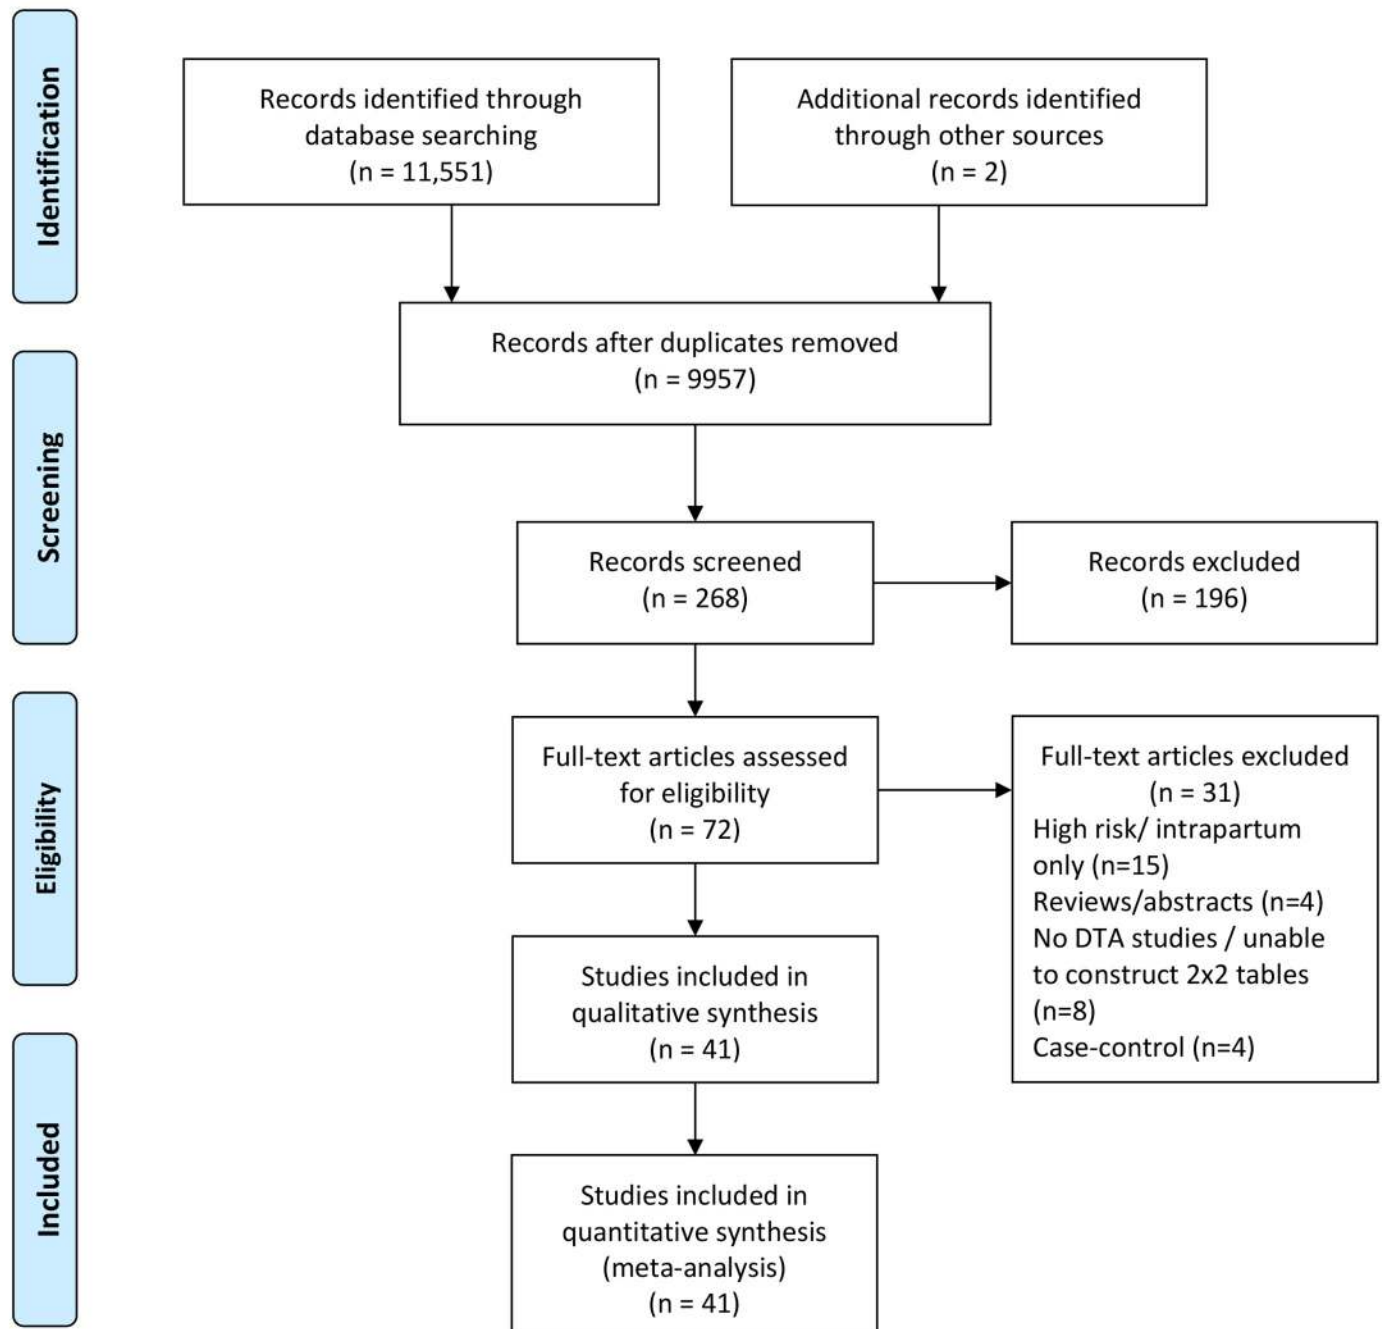 Identification
Records identified through
database searching
(n = 11,551)
Additional records identified
through other sources
(n = 2)
Records after duplicates removed
(n = 9957)
Screening
Records screened
(n = 268)
Records excluded
(n = 196)
Eligibility
Full-text articles assessed
for eligibility
(n = 72)
Full-text articles excluded
(n = 31)
High risk/ intrapartum
only (n=15)
Reviews/abstracts (n=4)
No DTA studies / unable
to construct 2x2 tables
(n=8)
Case-control (n=4)
Studies included in
qualitative synthesis
(n = 41)
Included
Studies included in
quantitative synthesis
(meta-analysis)
(n = 41)